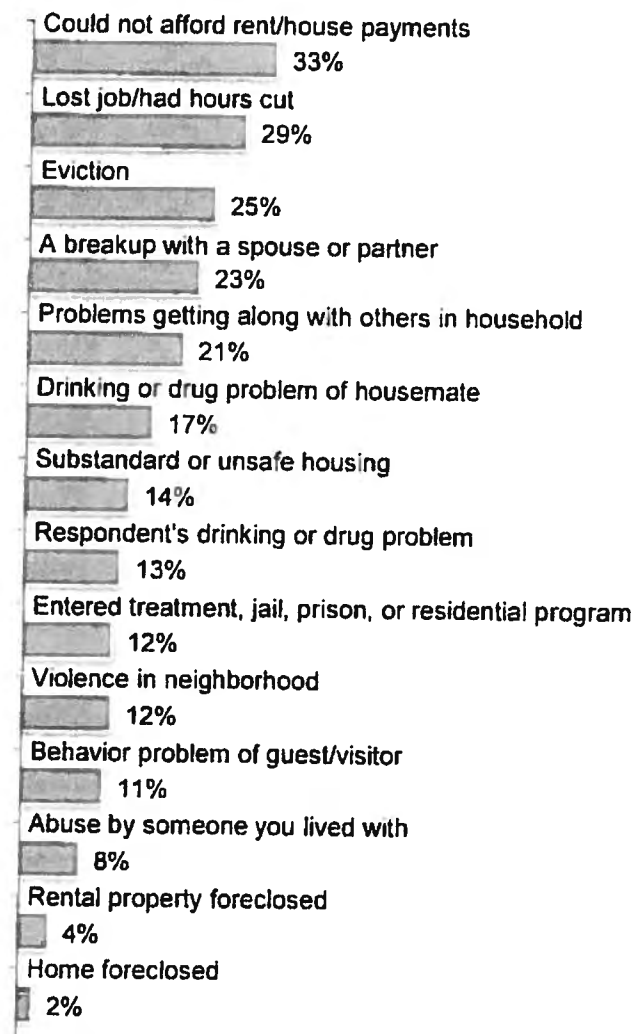 Could not afford rent/house payments
33%
Lost job/had hours cut
29%
Eviction
25%
A breakup with a spouse or partner
23%
Problems getting along with others in household
21%
Drinking or drug problem of housemate
17%
Substandard or unsafe housing
14%
Respondent's drinking or drug problem
13%
Entered treatment, jail, prison, or residential program
12%
Violence in neighborhood
12%
Behavior problem of guest/visitor
11%
Abuse by someone you lived with
8%
Rental property foreclosed
4%
Home foreclosed
2%